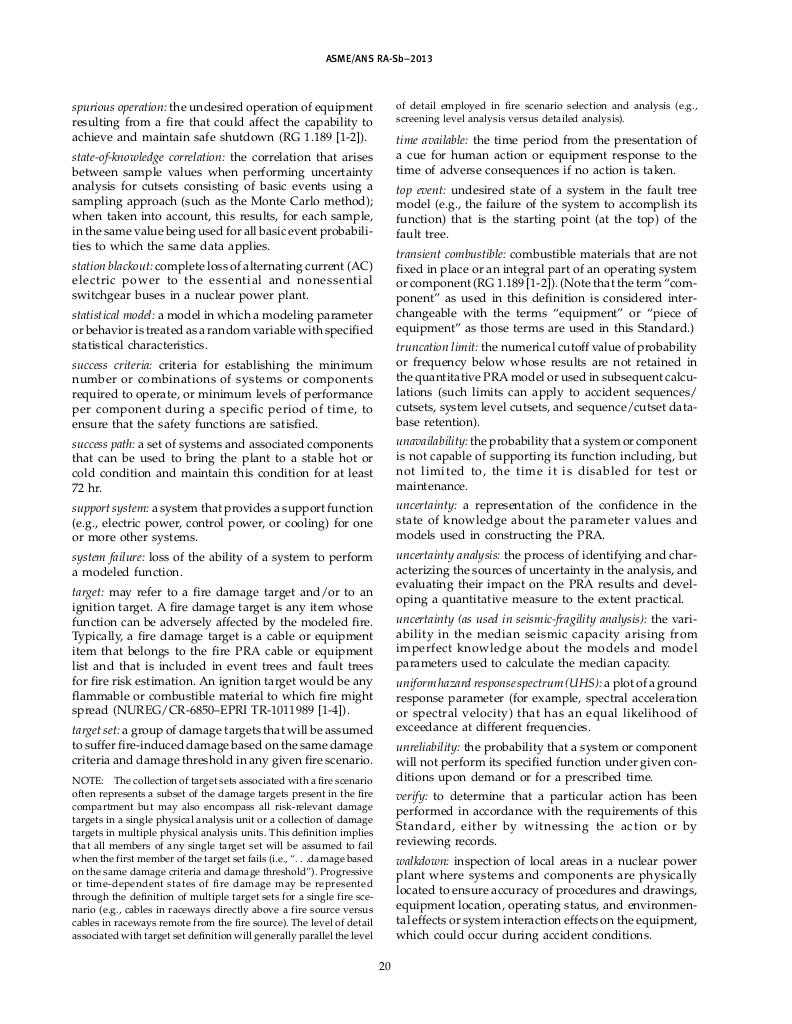 ASME/ANS RA-Sb–2013
spurious operation: the undesired operation of equipment
resulting from a fire that could affect the capability to
achieve and maintain safe shutdown (RG 1.189 [1-2]).
state-of-knowledge correlation: the correlation that arises
between sample values when performing uncertainty
analysis for cutsets consisting of basic events using a
sampling approach (such as the Monte Carlo method);
when taken into account, this results, for each sample,
in the same value being used for all basic event probabili-
ties to which the same data applies.
station blackout: complete loss of alternating current (AC)
electric power to the essential and nonessential
switchgear buses in a nuclear power plant.
statistical model: a model in which a modeling parameter
or behavior is treated as a random variable with specified
statistical characteristics.
success criteria: criteria for establishing the minimum
number or combinations of systems or components
required to operate, or minimum levels of performance
per component during a specific period of time, to
ensure that the safety functions are satisfied.
success path: a set of systems and associated components
that can be used to bring the plant to a stable hot or
cold condition and maintain this condition for at least
72 hr.
support system: a system that provides a support function
(e.g., electric power, control power, or cooling) for one
or more other systems.
system failure: loss of the ability of a system to perform
a modeled function.
target: may refer to a fire damage target and/or to an
ignition target. A fire damage target is any item whose
function can be adversely affected by the modeled fire.
Typically, a fire damage target is a cable or equipment
item that belongs to the fire PRA cable or equipment
list and that is included in event trees and fault trees
for fire risk estimation. An ignition target would be any
flammable or combustible material to which fire might
spread (NUREG/CR-6850–EPRI TR-1011989 [1-4]).
target set: a group of damage targets that will be assumed
to suffer fire-induced damage based on the same damage
criteria and damage threshold in any given fire scenario.
NOTE: The collection of target sets associated with a fire scenario
often represents a subset of the damage targets present in the fire
compartment but may also encompass all risk-relevant damage
targets in a single physical analysis unit or a collection of damage
targets in multiple physical analysis units. This definition implies
that all members of any single target set will be assumed to fail
when the first member of the target set fails (i.e., “. . .damage based
on the same damage criteria and damage threshold”). Progressive
or time-dependent states of fire damage may be represented
through the definition of multiple target sets for a single fire sce-
nario (e.g., cables in raceways directly above a fire source versus
cables in raceways remote from the fire source). The level of detail
associated with target set definition will generally parallel the level
of detail employed in fire scenario selection and analysis (e.g.,
screening level analysis versus detailed analysis).
time available: the time period from the presentation of
a cue for human action or equipment response to the
time of adverse consequences if no action is taken.
top event: undesired state of a system in the fault tree
model (e.g., the failure of the system to accomplish its
function) that is the starting point (at the top) of the
fault tree.
transient combustible: combustible materials that are not
fixed in place or an integral part of an operating system
or component (RG 1.189 [1-2]). (Note that the term “com-
ponent” as used in this definition is considered inter-
changeable with the terms “equipment” or “piece of
equipment” as those terms are used in this Standard.)
truncation limit: the numerical cutoff value of probability
or frequency below whose results are not retained in
the quantitative PRA model or used in subsequent calcu-
lations (such limits can apply to accident sequences/
cutsets, system level cutsets, and sequence/cutset data-
base retention).
unavailability: the probability that a system or component
is not capable of supporting its function including, but
not limited to, the time it is disabled for test or
maintenance.
uncertainty: a representation of the confidence in the
state of knowledge about the parameter values and
models used in constructing the PRA.
uncertainty analysis: the process of identifying and char-
acterizing the sources of uncertainty in the analysis, and
evaluating their impact on the PRA results and devel-
oping a quantitative measure to the extent practical.
uncertainty (as used in seismic-fragility analysis): the vari-
ability in the median seismic capacity arising from
imperfect knowledge about the models and model
parameters used to calculate the median capacity.
uniform hazard response spectrum (UHS): a plot of a ground
response parameter (for example, spectral acceleration
or spectral velocity) that has an equal likelihood of
exceedance at different frequencies.
unreliability: the probability that a system or component
will not perform its specified function under given con-
ditions upon demand or for a prescribed time.
verify: to determine that a particular action has been
performed in accordance with the requirements of this
Standard, either by witnessing the action or by
reviewing records.
walkdown: inspection of local areas in a nuclear power
plant where systems and components are physically
located to ensure accuracy of procedures and drawings,
equipment location, operating status, and environmen-
tal effects or system interaction effects on the equipment,
which could occur during accident conditions.
20